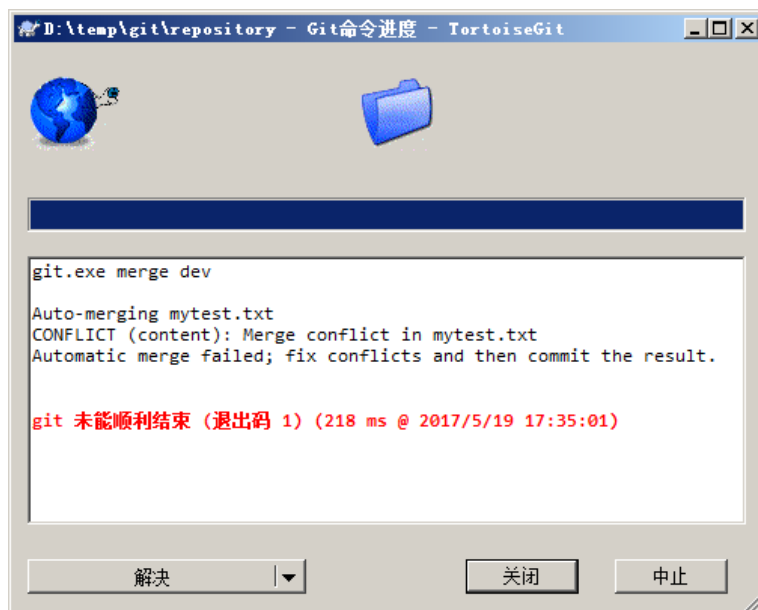 D:\temp\git\repository - Git命令进度 - TortoiseGit
git.exe merge dev
Auto-merging mytest.txt
CONFLICT (content): Merge conflict in mytest.txt
Automatic merge failed; fix conflicts and then commit the result.
git 未能顺利结束 (退出码 1) (218 ms @ 2017/5/19 17:35:01)
解决
关闭
中止